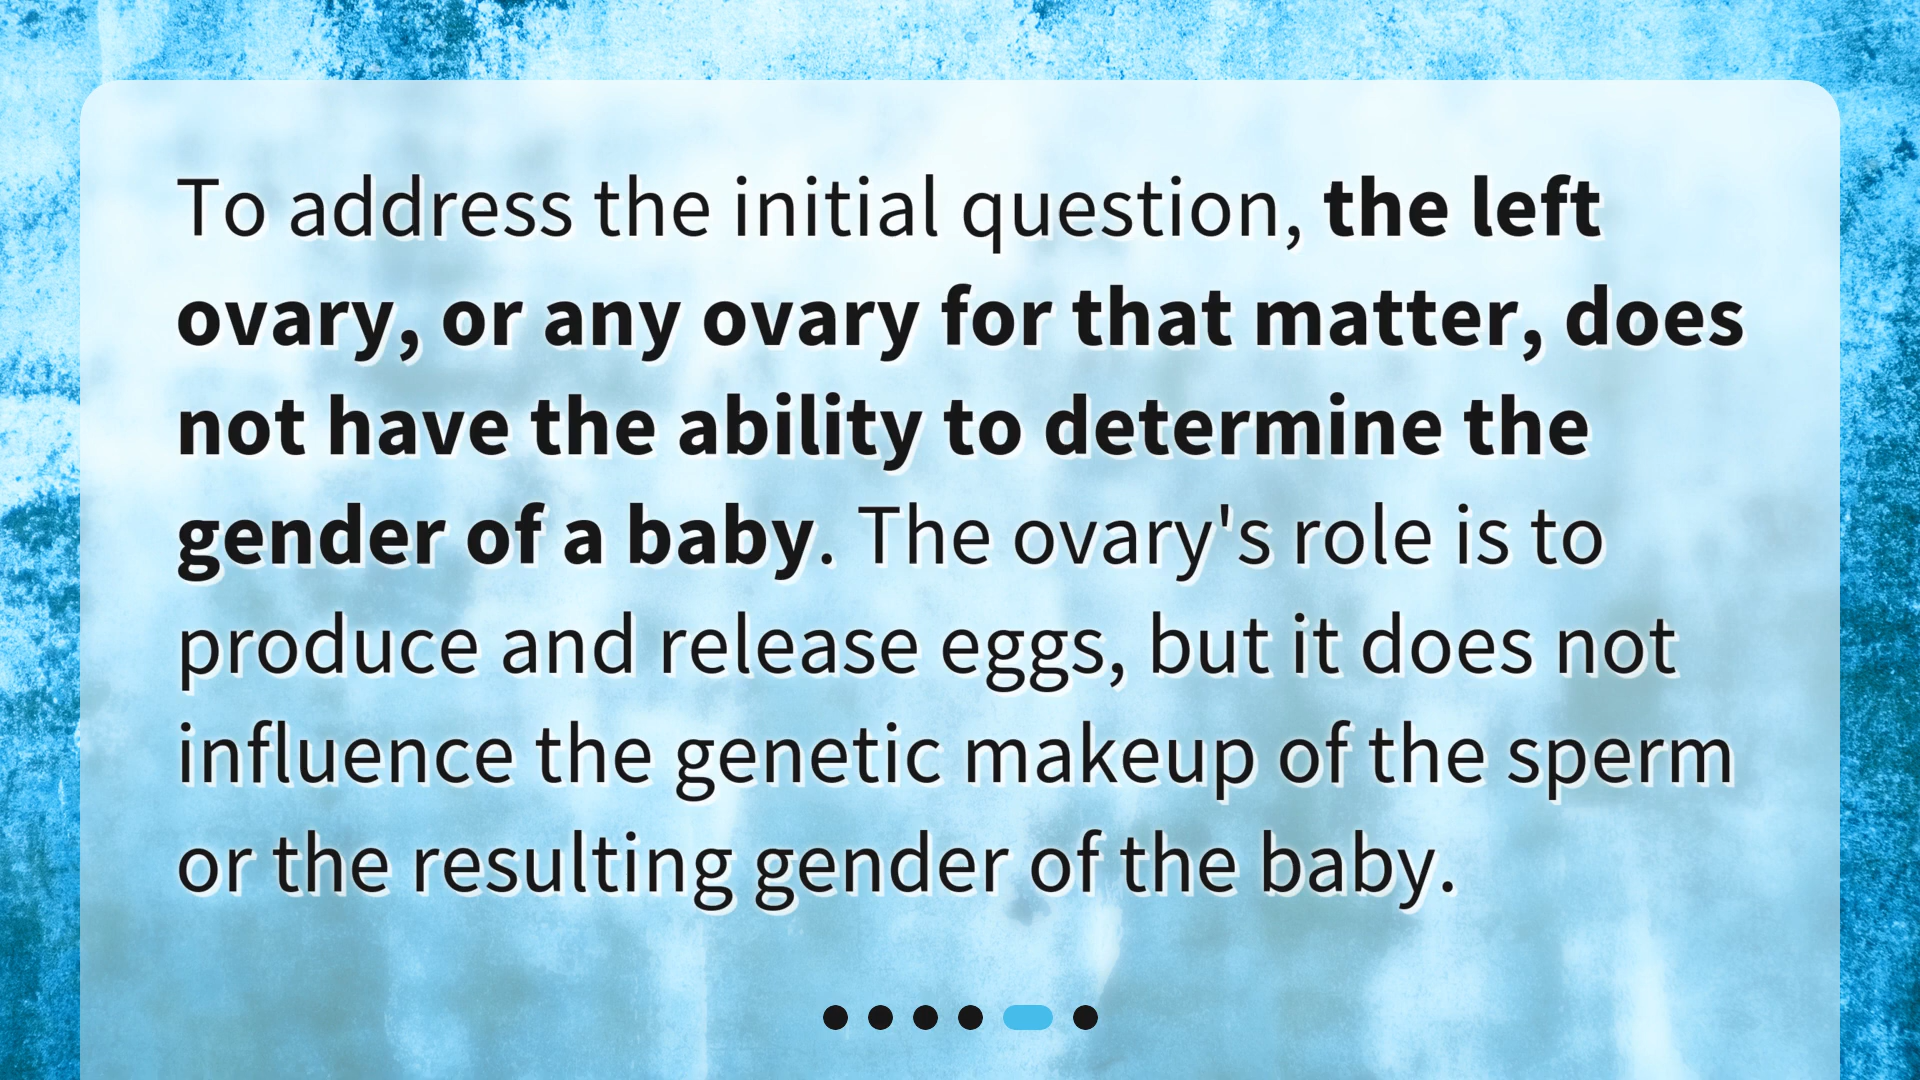 To address the initial question, the left
ovary, or any ovary for that matter, does
not have the ability to determine the
gender of a baby. The ovary's role is to
produce and release eggs, but it does not
influence the genetic makeup of the sperm
or the resulting gender of the baby.